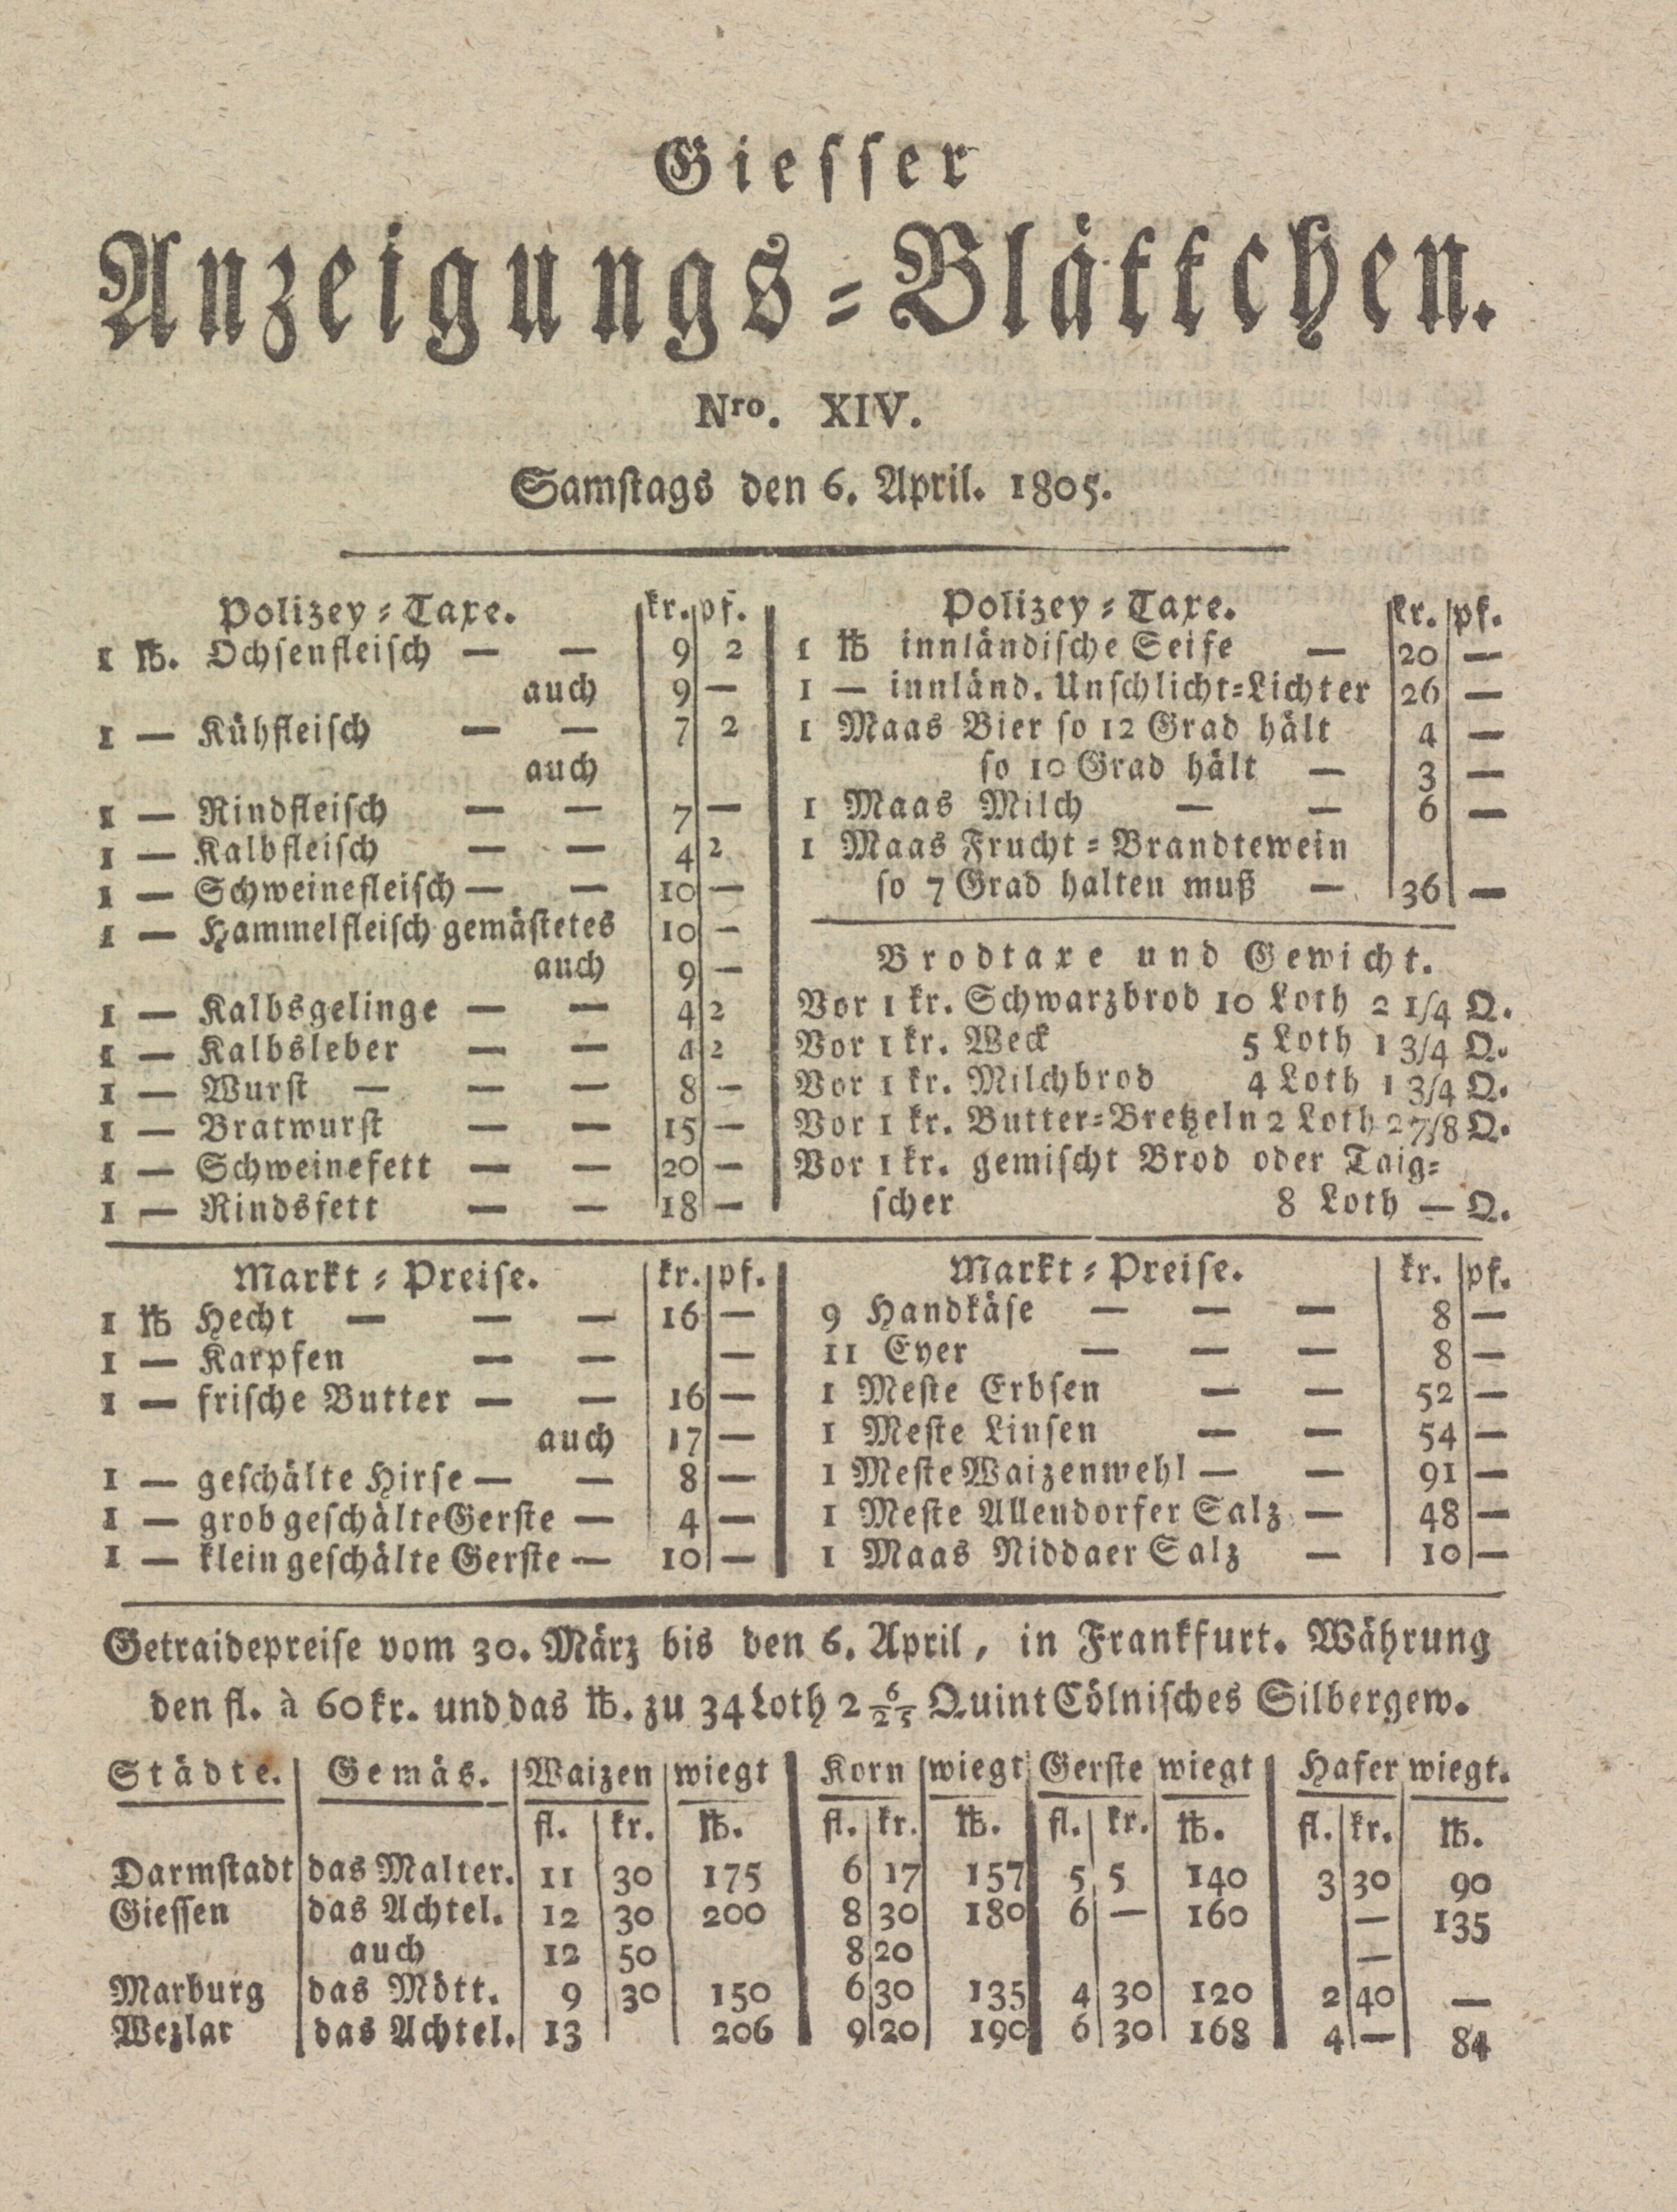 Giesser
Anzeigungs-Blättchen.
Nro. XIV.
Samstags den 6. April. 1805.
Polizey-Taxe. kr. pf.
1 ℔. Ochsenfleisch — — 9 2
auch 9 —
1 — Kühfleisch — — 7 2
auch
1 — Rindfleisch — — 7 —
1 — Kalbfleisch — — 4 2
1 — Schweinefleisch — — 10 —
1 — Hammelfleisch gemästetes 10 —
auch 9 —
1 — Kalbsgelinge — — 4 2
1 — Kalbsleber — — 4 2
1 — Wurst — — — 8 —
1 — Bratwurst — — 15 —
1 — Schweinefett — — 20 —
1 — Rindsfett — — 18 —
Polizey-Taxe. kr. pf.
1 ℔ innländische Seife — 20 —
1 — innländ. Unschlicht-Lichter 26 —
1 Maas Bier so 12 Grad hält 4 —
so 10 Grad hält — 3 —
1 Maas Milch — — 6 —
1 Maas Frucht-Brandtewein
so 7 Grad halten muß — 36 —
Brodtaxe und Gewicht.
Vor 1 kr. Schwarzbrod 10 Loth 2 1/4 Q.
Vor 1 kr. Weck 5 Loth 1 3/4 Q.
Vor 1 kr. Milchbrod 4 Loth 1 3/4 Q.
Vor 1 kr. Butter-Bretzeln 2 Loth 2 7/8 Q.
Vor 1 kr. gemischt Brod oder Taig-
scher 8 Loth — Q.
Markt-Preise. kr. pf.
1 ℔ Hecht — — — 16 —
1 — Karpfen — — —
1 — frische Butter — — 16 —
auch 17 —
1 — geschälte Hirse — — 8 —
1 — grob geschälte Gerste — 4 —
1 — klein geschälte Gerste — 10 —
Markt-Preise. kr. pf.
9 Handkäse — — — 8 —
11 Eyer — — — 8 —
1 Meste Erbsen — — 52 —
1 Meste Linsen — — 54 —
1 Meste Waizenwehl — — 91 —
1 Meste Allendorfer Salz — 48 —
1 Maas Niddaer Salz — 10 —
Getraidepreise vom 30. März bis den 6. April, in Frankfurt. Währung
den fl. à 60 kr. und das ℔. zu 34 Loth 2 6/25 Quint Cölnisches Silbergew.
Städte. Gemäs. Waizen wiegt Korn wiegt Gerste wiegt Hafer wiegt.
fl. kr. ℔. fl. kr. ℔. fl. kr. ℔. fl. kr. ℔.
Darmstadt das Malter. 11 30 175 6 17 157 5 5 140 3 30 90
Giessen das Achtel. 12 30 200 8 30 180 6 — 160 — 135
auch 12 50 8 20 —
Marburg das Mött. 9 30 150 6 30 135 4 30 120 2 40 —
Wezlar das Achtel. 13 206 9 20 190 6 30 168 4 — 84